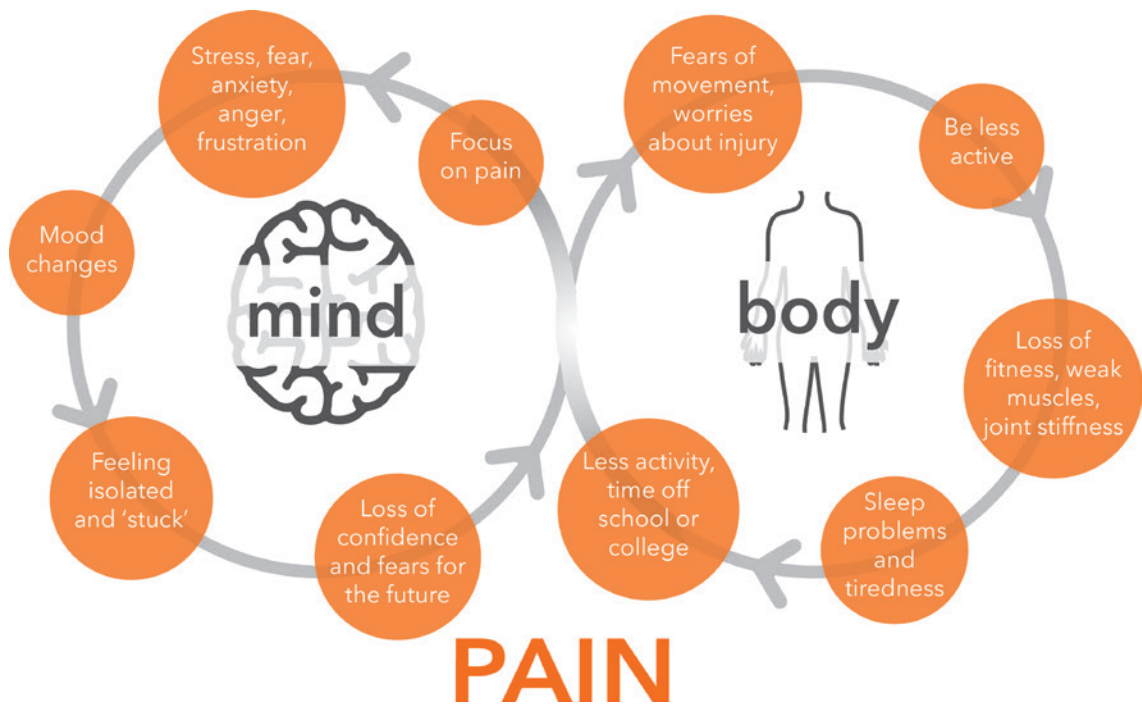 Stress, fear,
anxiety,
anger,
frustration
Focus
on pain
Mood
changes
mind
Feeling
isolated
and ‘stuck’
Loss of
confidence
and fears for
the future
Fears of
movement,
worries
about injury
Be less
active
body
Loss of
fitness, weak
muscles,
joint stiffness
Sleep
problems
and
tiredness
Less activity,
time off
school or
college
PAIN